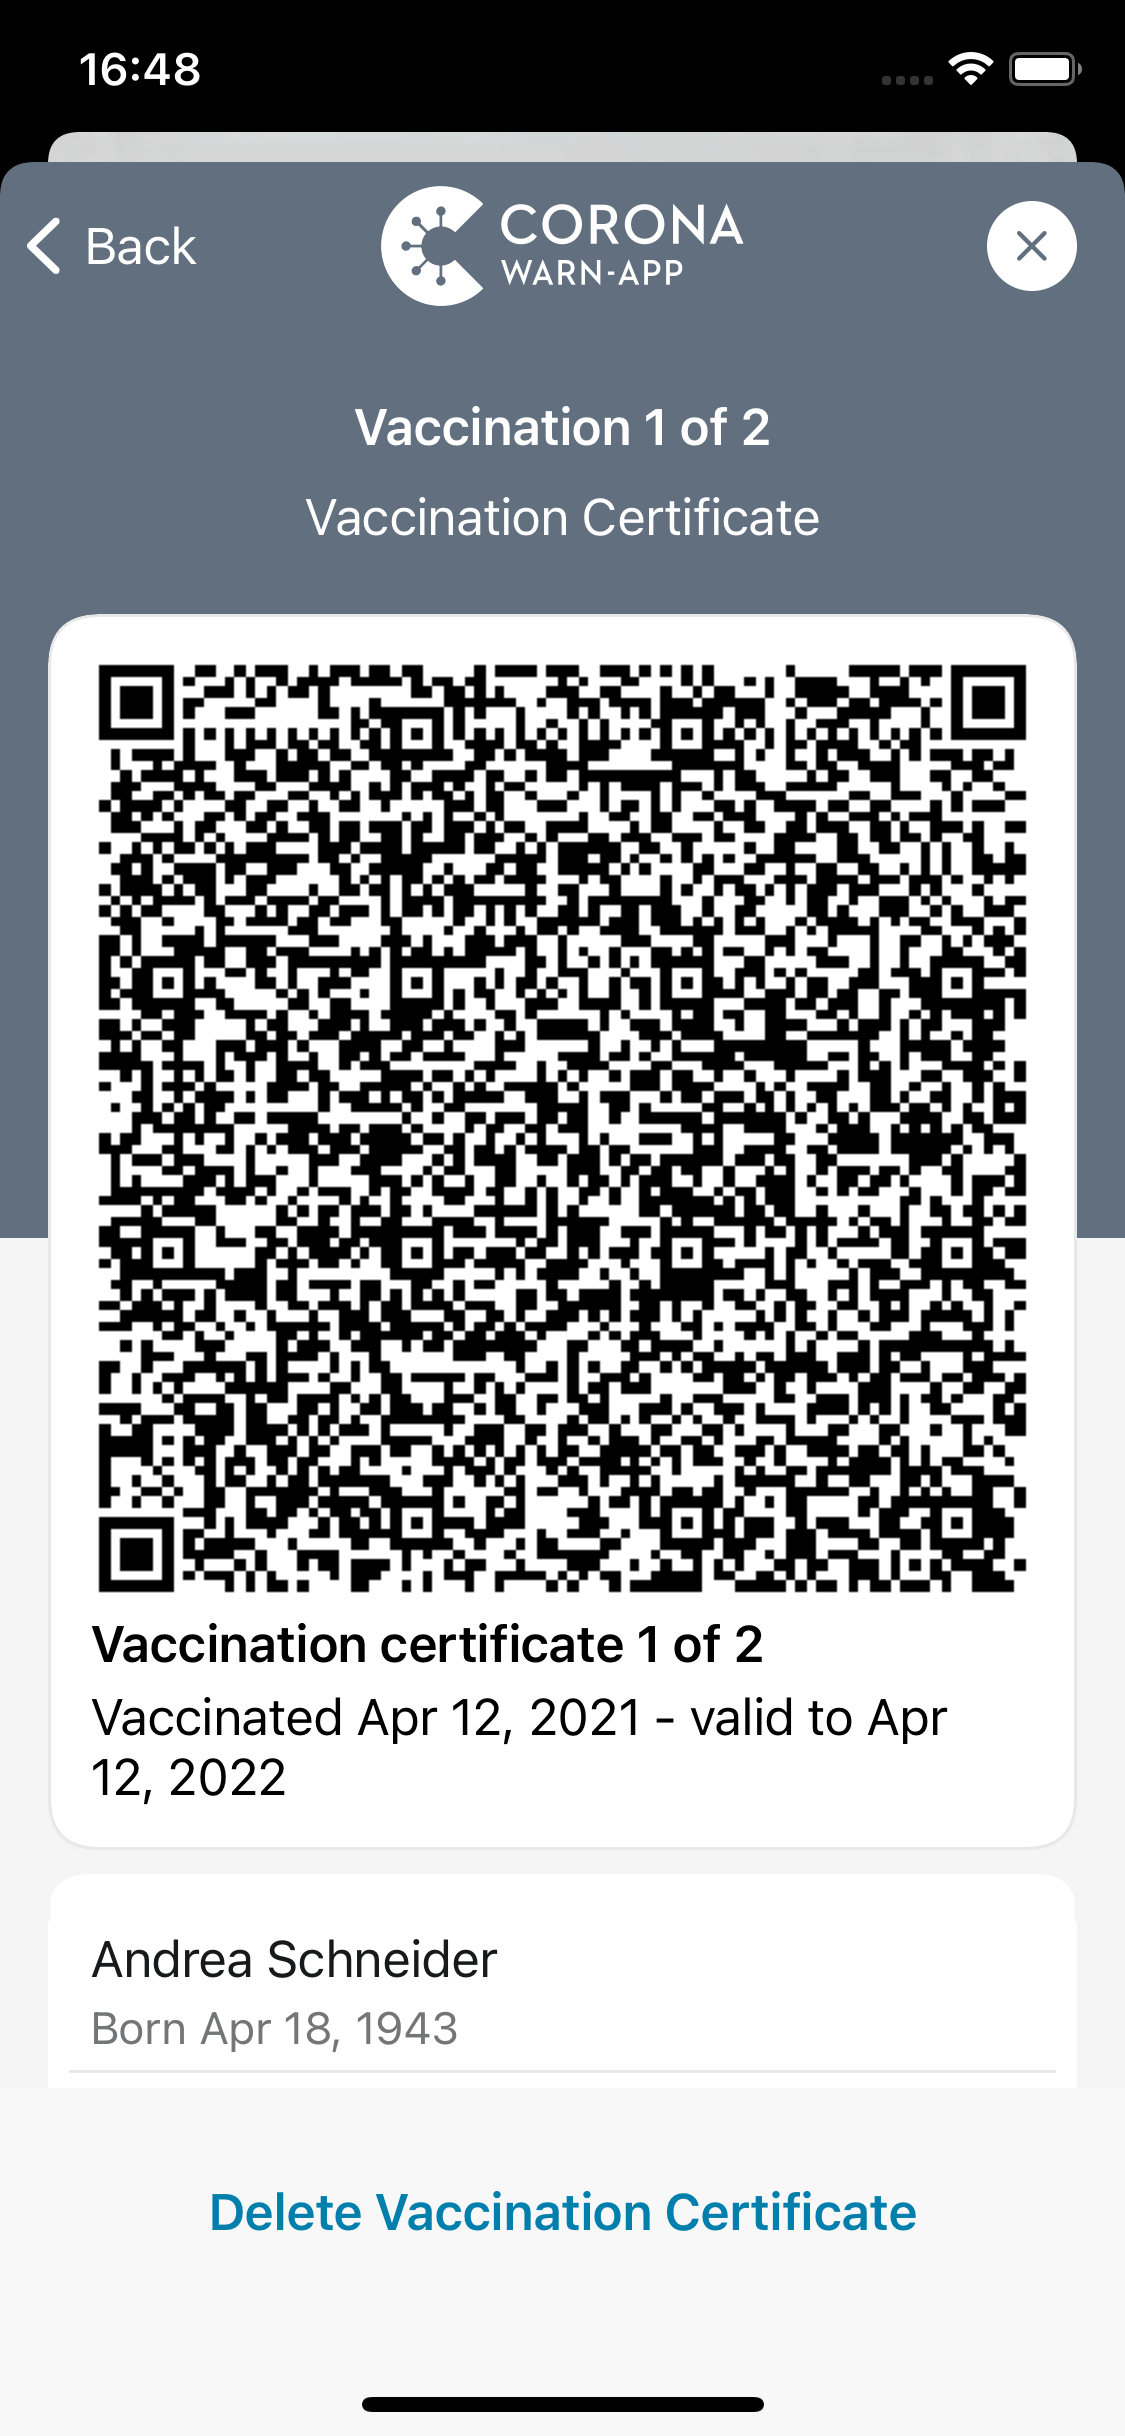 16:48
Back
CORONA
WARN-APP
Vaccination 1 of 2
Vaccination Certificate
Vaccination certificate 1 of 2
Vaccinated Apr 12, 2021 - valid to Apr
12, 2022
Andrea Schneider
Born Apr 18, 1943
Delete Vaccination Certificate